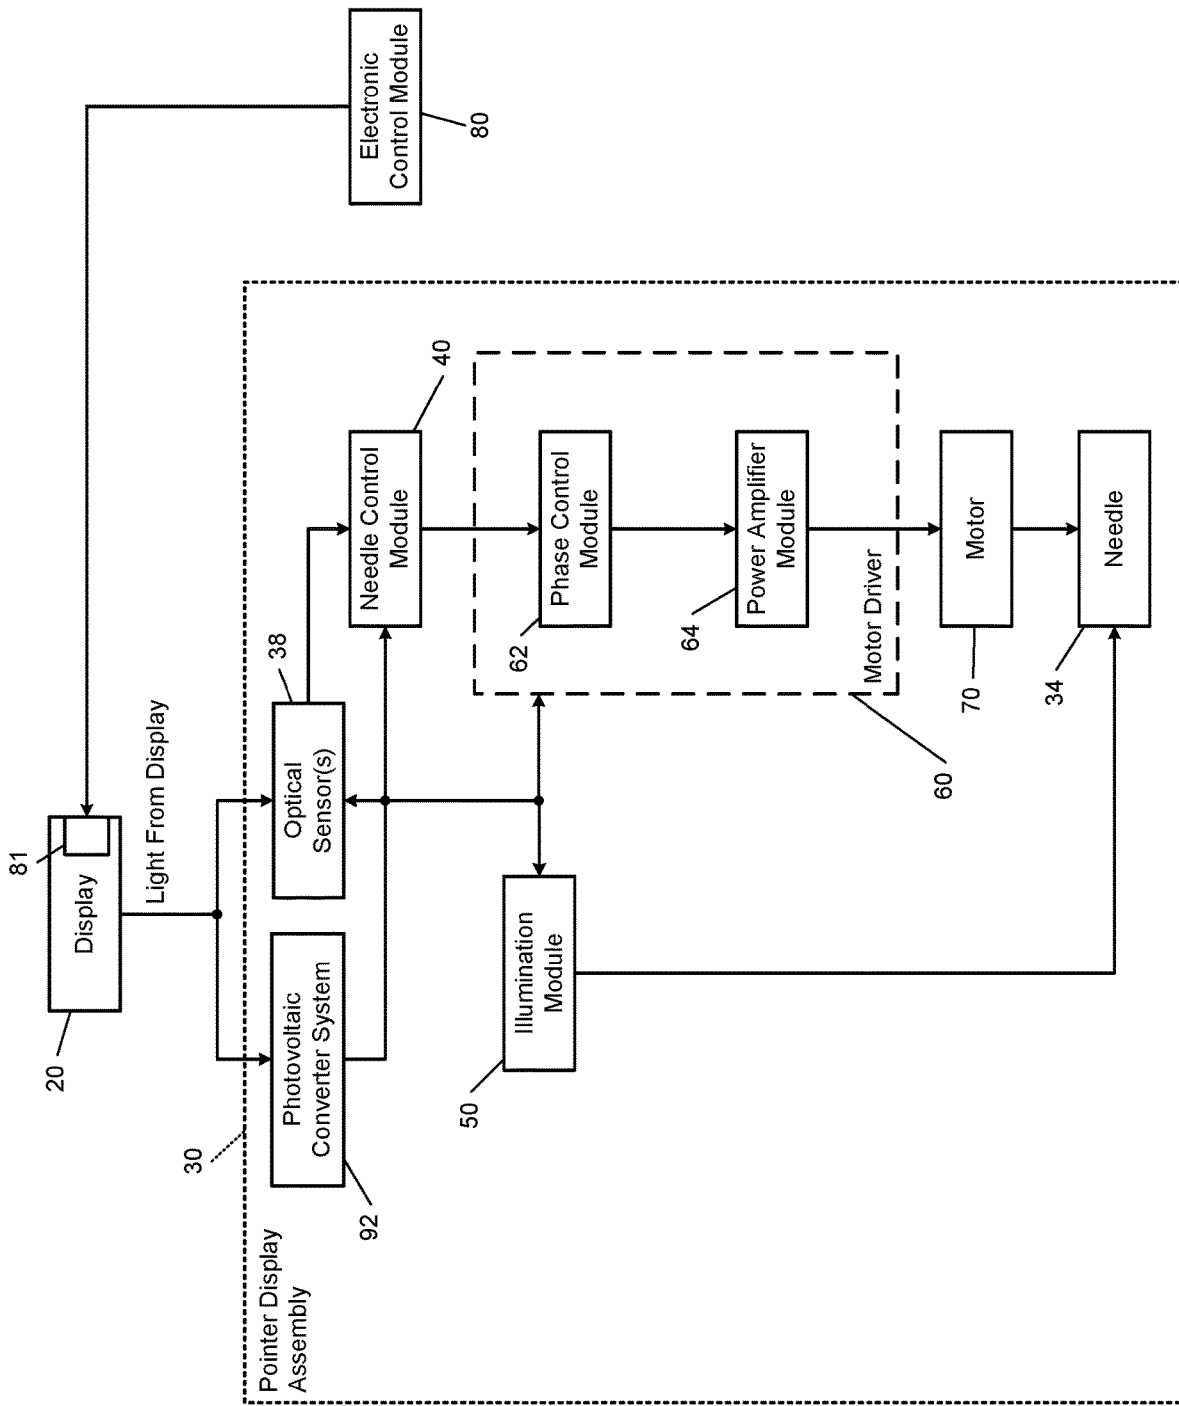 20
Display
81
Light From Display
Electronic
Control Module
80
30
Pointer Display
Assembly
Photovoltaic
Converter System
92
Optical
Sensor(s)
38
Needle Control
Module
40
Illumination
Module
50
Phase Control
Module
62
Power Amplifier
Module
64
Motor Driver
60
Motor
70
Needle
34